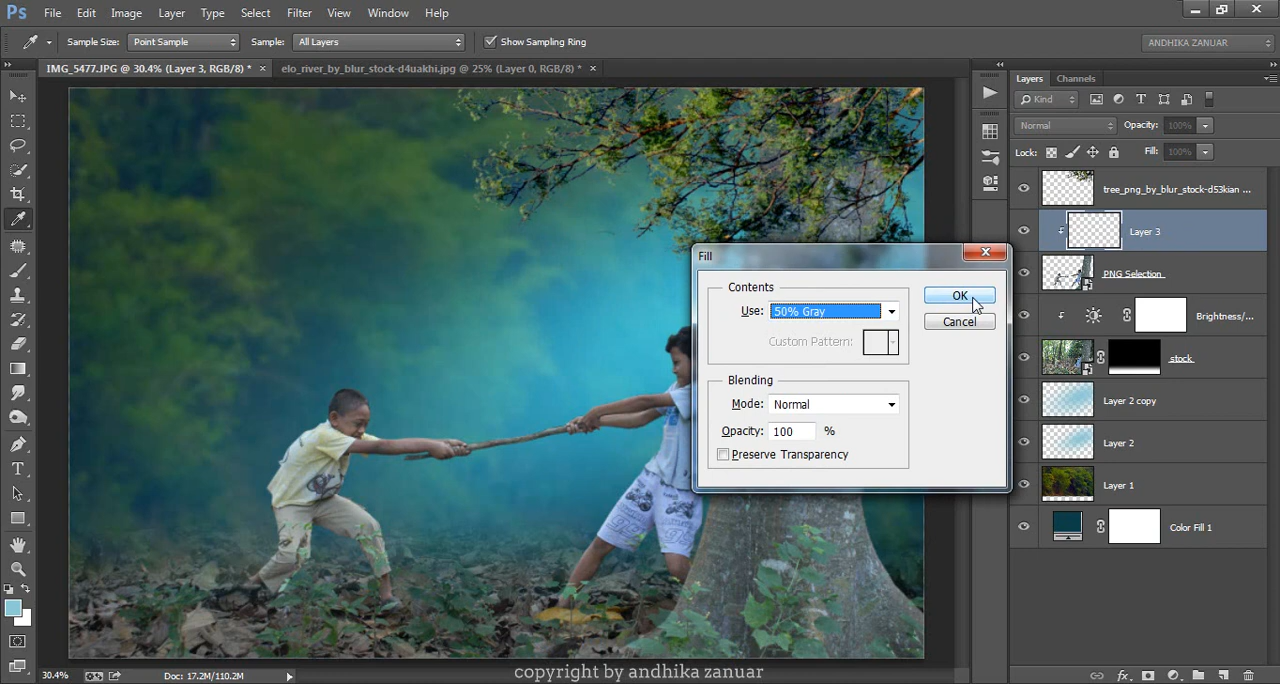 Ps File Edit Image Layer Type Select Filter View Window Help
Sample Size: Point Sample Sample: All Layers Show Sampling Ring ANDHIKA ZANUAR
IMG_5477.JPG @ 30.4% (Layer 3, RGB/8) * × elo_river_by_blur_stock-d4uakhi.jpg @ 25% (Layer 0, RGB/8) * ×
Layers Channels
Kind
Normal Opacity: 100%
Lock: Fill: 100%
tree_png_by_blur_stock-d53kian ...
Layer 3
PNG Selection
Brightness/...
stock
Layer 2 copy
Layer 2
Layer 1
Color Fill 1
Fill
Contents
Use: 50% Gray
Custom Pattern:
OK
Cancel
Blending
Mode: Normal
Opacity: 100 %
Preserve Transparency
30.4% Doc: 17.2M/110.2M
copyright by andhika zanuar